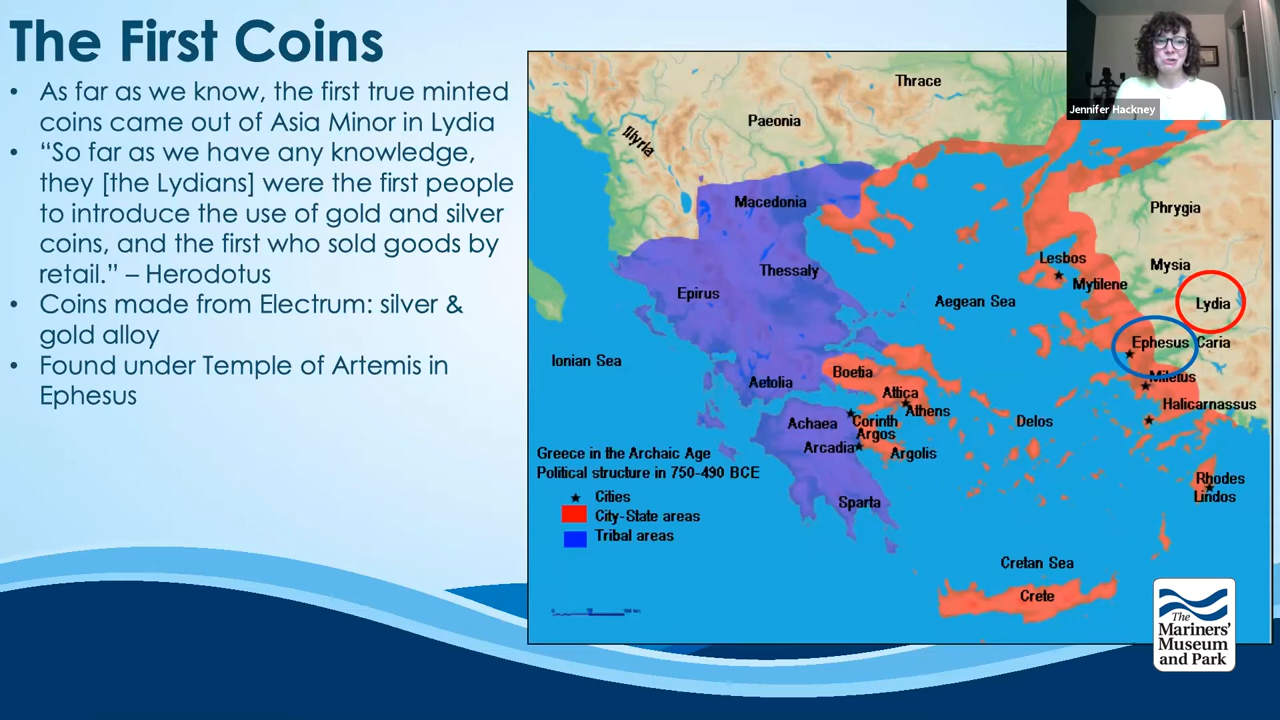 The First Coins
• As far as we know, the first true minted
coins came out of Asia Minor in Lydia
• “So far as we have any knowledge,
they [the Lydians] were the first people
to introduce the use of gold and silver
coins, and the first who sold goods by
retail.” – Herodotus
• Coins made from Electrum: silver &
gold alloy
• Found under Temple of Artemis in
Ephesus
Jennifer Hackney
Thrace
Paeonia
Illyria
Macedonia
Phrygia
Lesbos
Mysia
Thessaly
Mytilene
Epirus
Aegean Sea
Lydia
Ephesus
Caria
Ionian Sea
Boetia
Miletus
Aetolia
Attica
Halicarnassus
Athens
Achaea
Corinth
Delos
Argos
Arcadia
Argolis
Greece in the Archaic Age
Political structure in 750-490 BCE
Cities
City-State areas
Tribal areas
Sparta
Rhodes
Lindos
Cretan Sea
Crete
The
Mariners’
Museum
and Park